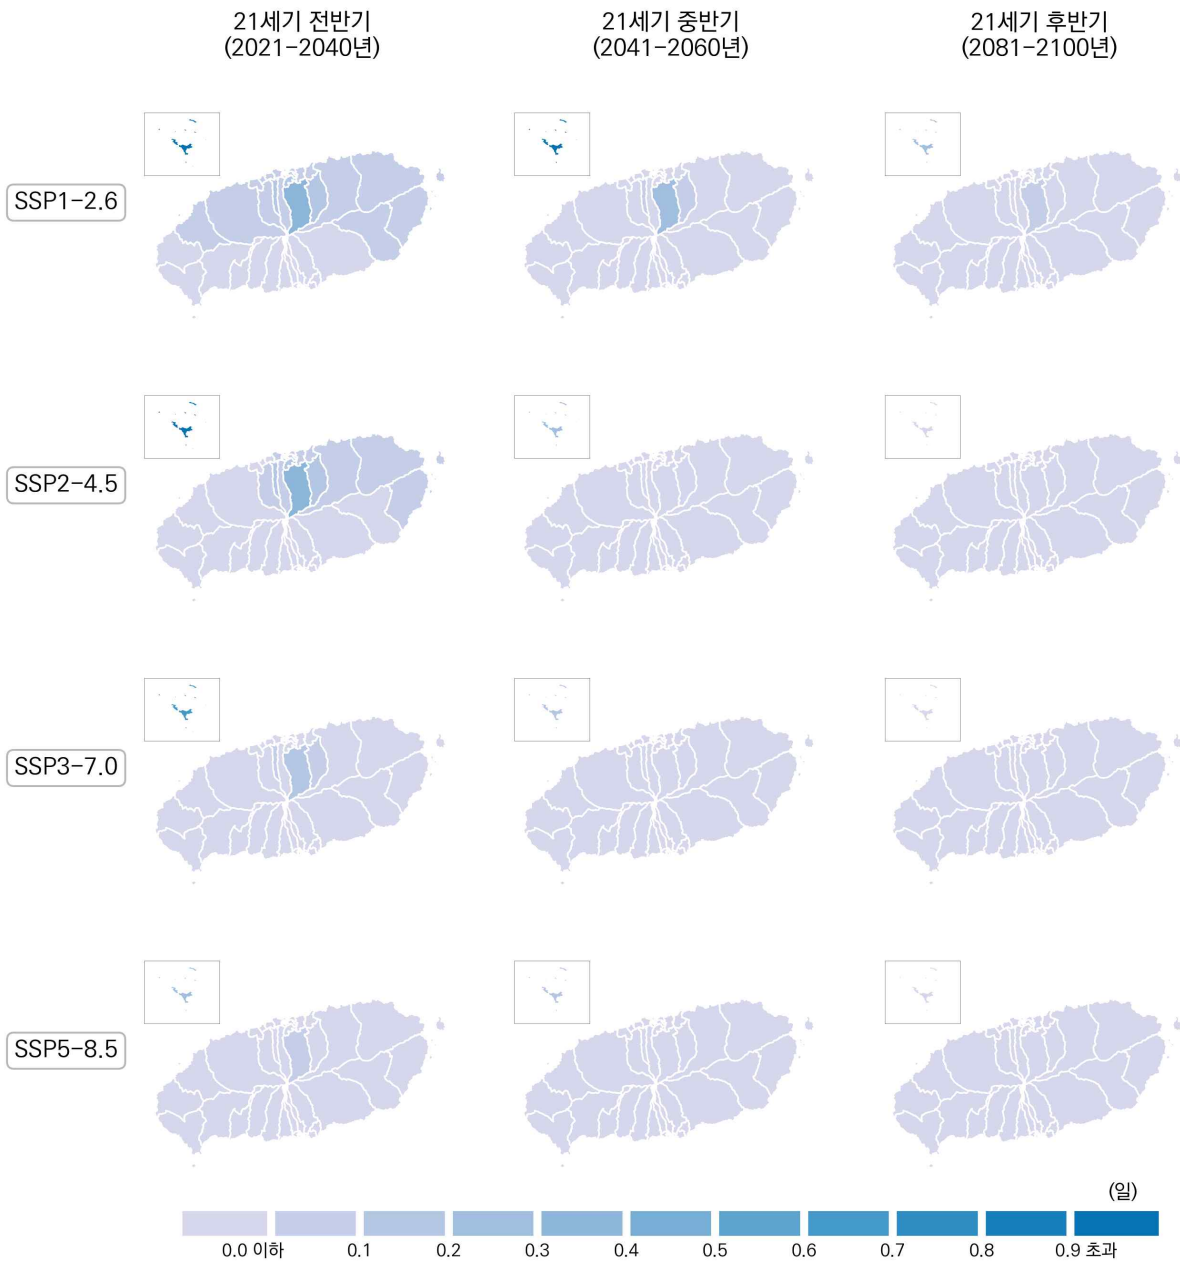 21세기 전반기
(2021-2040년)
21세기 중반기
(2041-2060년)
21세기 후반기
(2081-2100년)
SSP1-2.6
SSP2-4.5
SSP3-7.0
SSP5-8.5
(일)
0.0 이하 0.1 0.2 0.3 0.4 0.5 0.6 0.7 0.8 0.9 초과